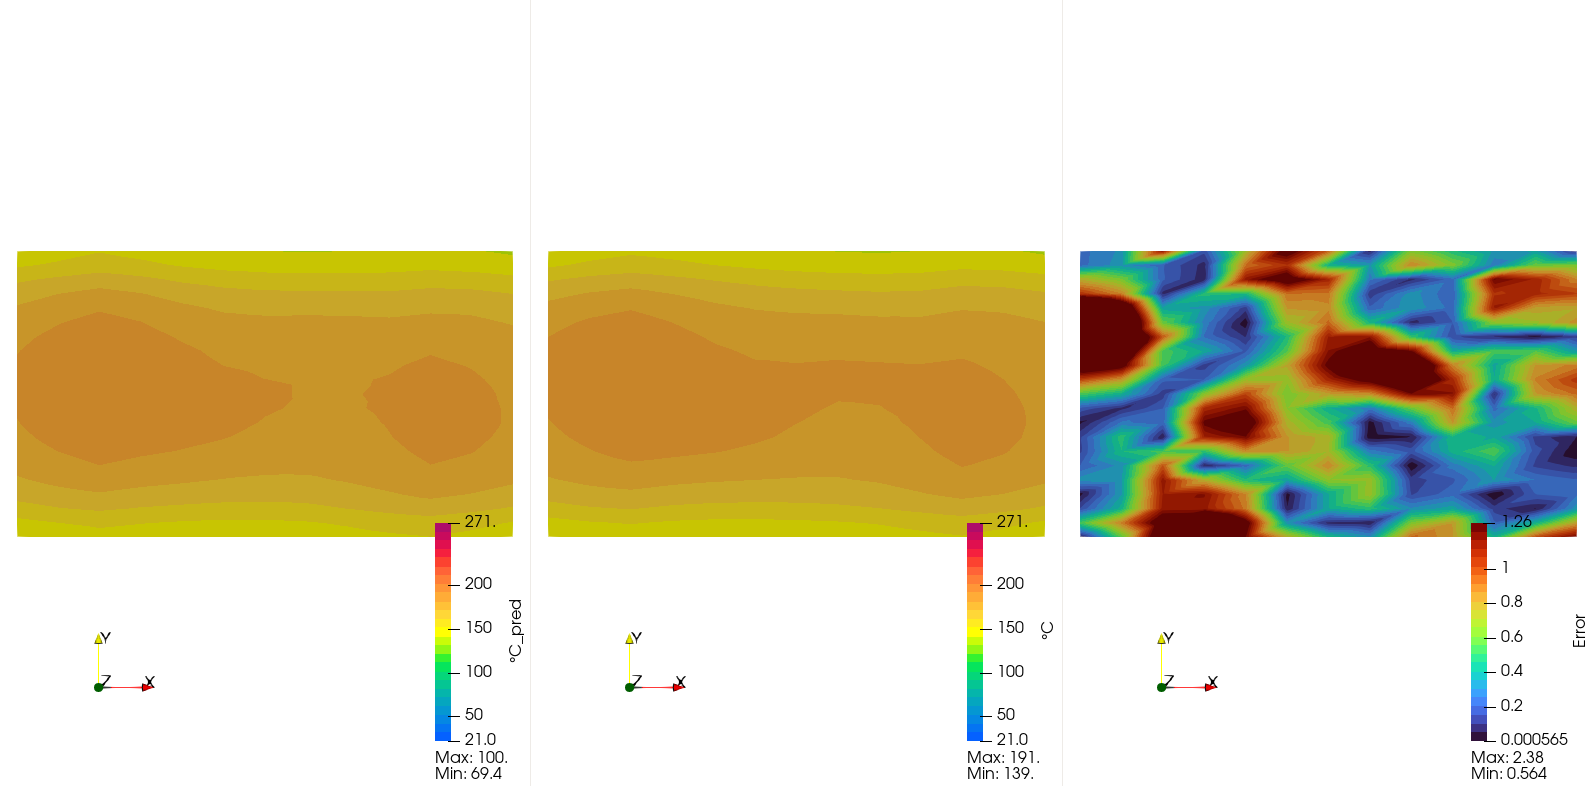 271.
200
150
100
50
21.0
°C_pred
Max: 100.
Min: 69.4
Y
Z
X
271.
200
150
100
50
21.0
°C
Max: 191.
Min: 139.
Y
Z
X
1.26
1
0.8
0.6
0.4
0.2
0.000565
Error
Max: 2.38
Min: 0.564
Y
Z
X